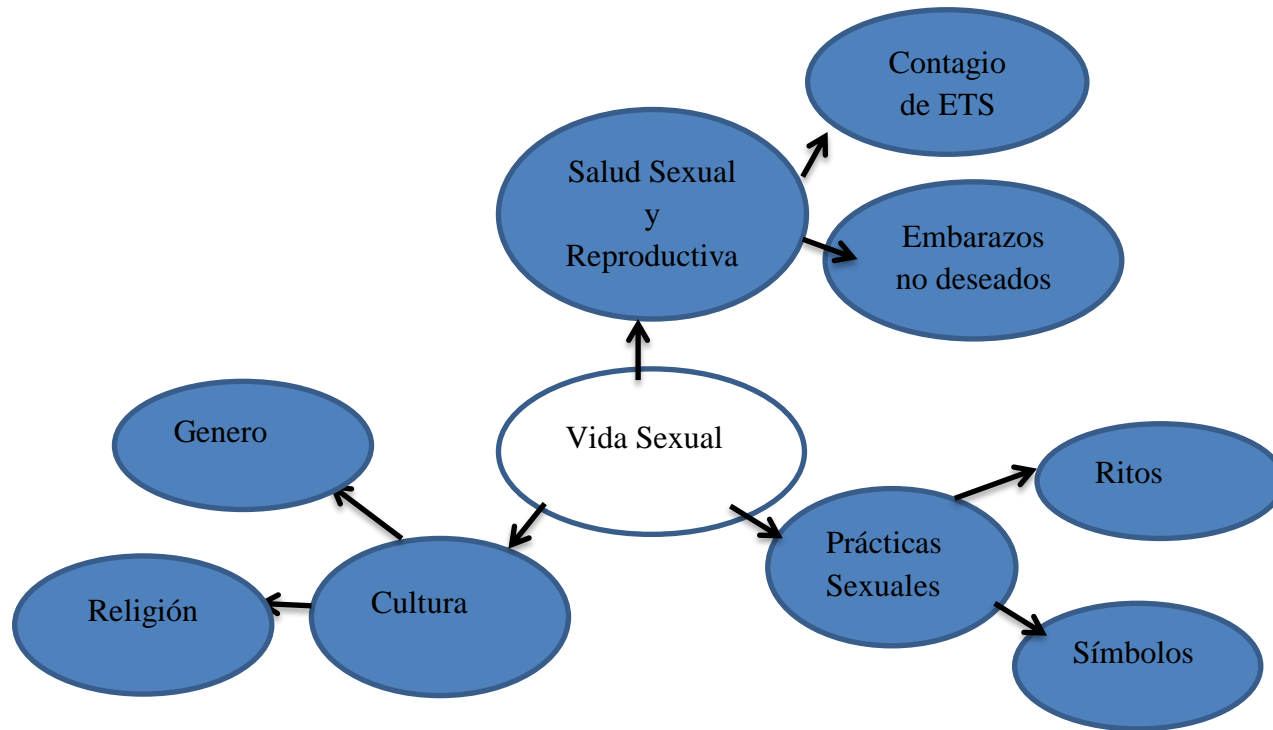 Contagio
de ETS
Salud Sexual
y
Reproductiva
Embarazos
no deseados
Vida Sexual
Genero
Ritos
Prácticas
Sexuales
Cultura
Religión
Símbolos